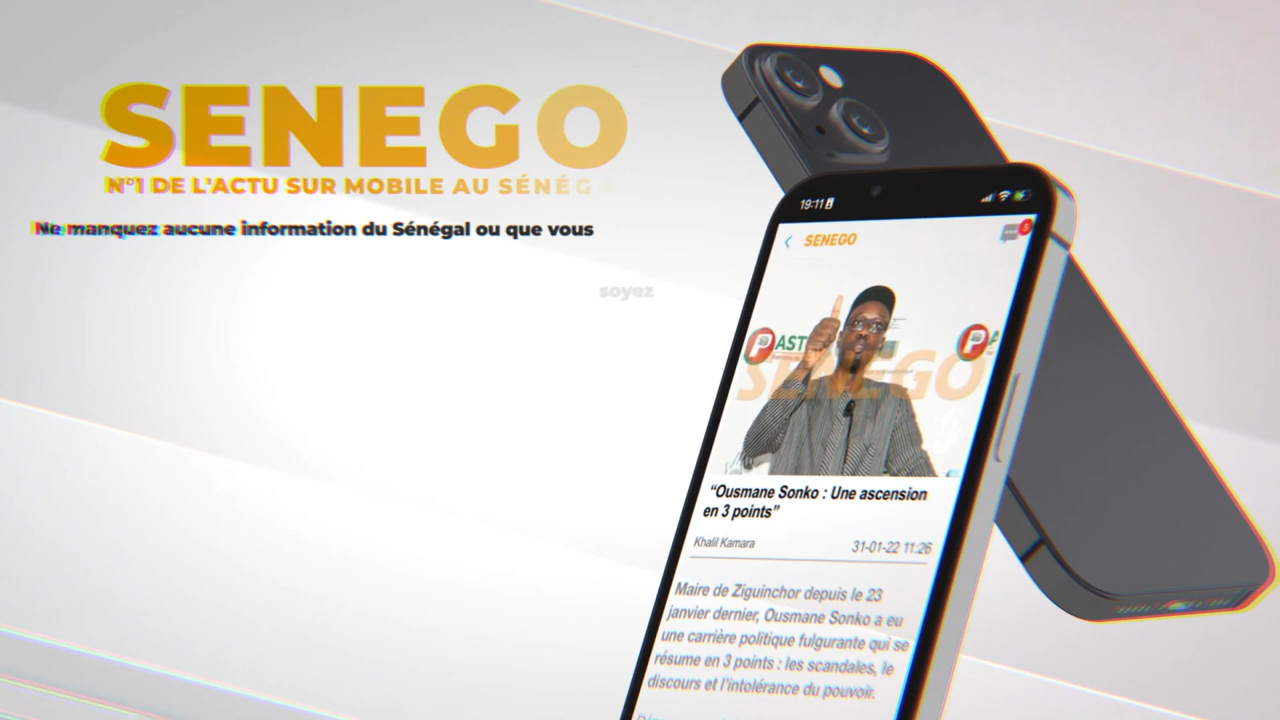 SENEGO
N°1 DE L'ACTU SUR MOBILE AU SÉNÉGA
Ne manquez aucune information du Sénégal ou que vous
soyez
19:11
SENEGO
5
PAST
P
SENEGO
“Ousmane Sonko : Une ascension
en 3 points”
Khalil Kamara
31-01-22 11:26
Maire de Ziguinchor depuis le 23
janvier dernier, Ousmane Sonko a eu
une carrière politique fulgurante qui se
résume en 3 points : les scandales, le
discours et l'intolérance du pouvoir.